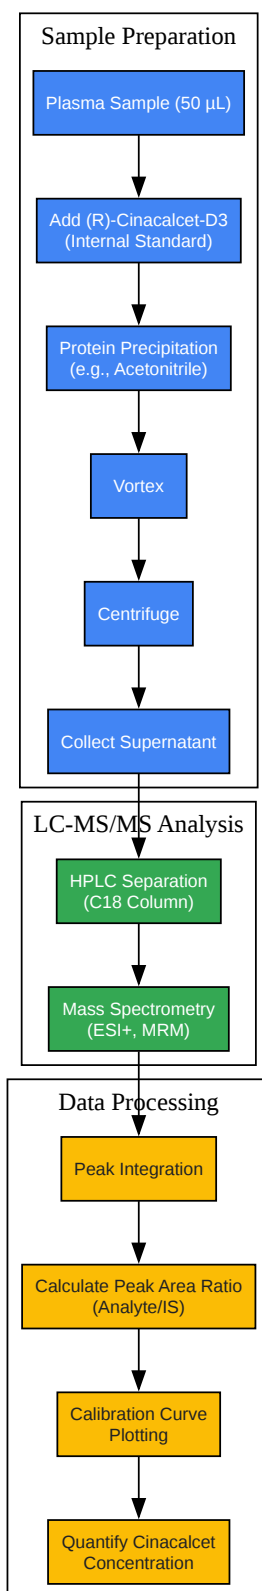 Sample Preparation
Plasma Sample (50 µL)
Add (R)-Cinacalcet-D3
(Internal Standard)
Protein Precipitation
(e.g., Acetonitrile)
Vortex
Centrifuge
Collect Supernatant
LC-MS/MS Analysis
HPLC Separation
(C18 Column)
Mass Spectrometry
(ESI+, MRM)
Data Processing
Peak Integration
Calculate Peak Area Ratio
(Analyte/IS)
Calibration Curve
Plotting
Quantify Cinacalcet
Concentration